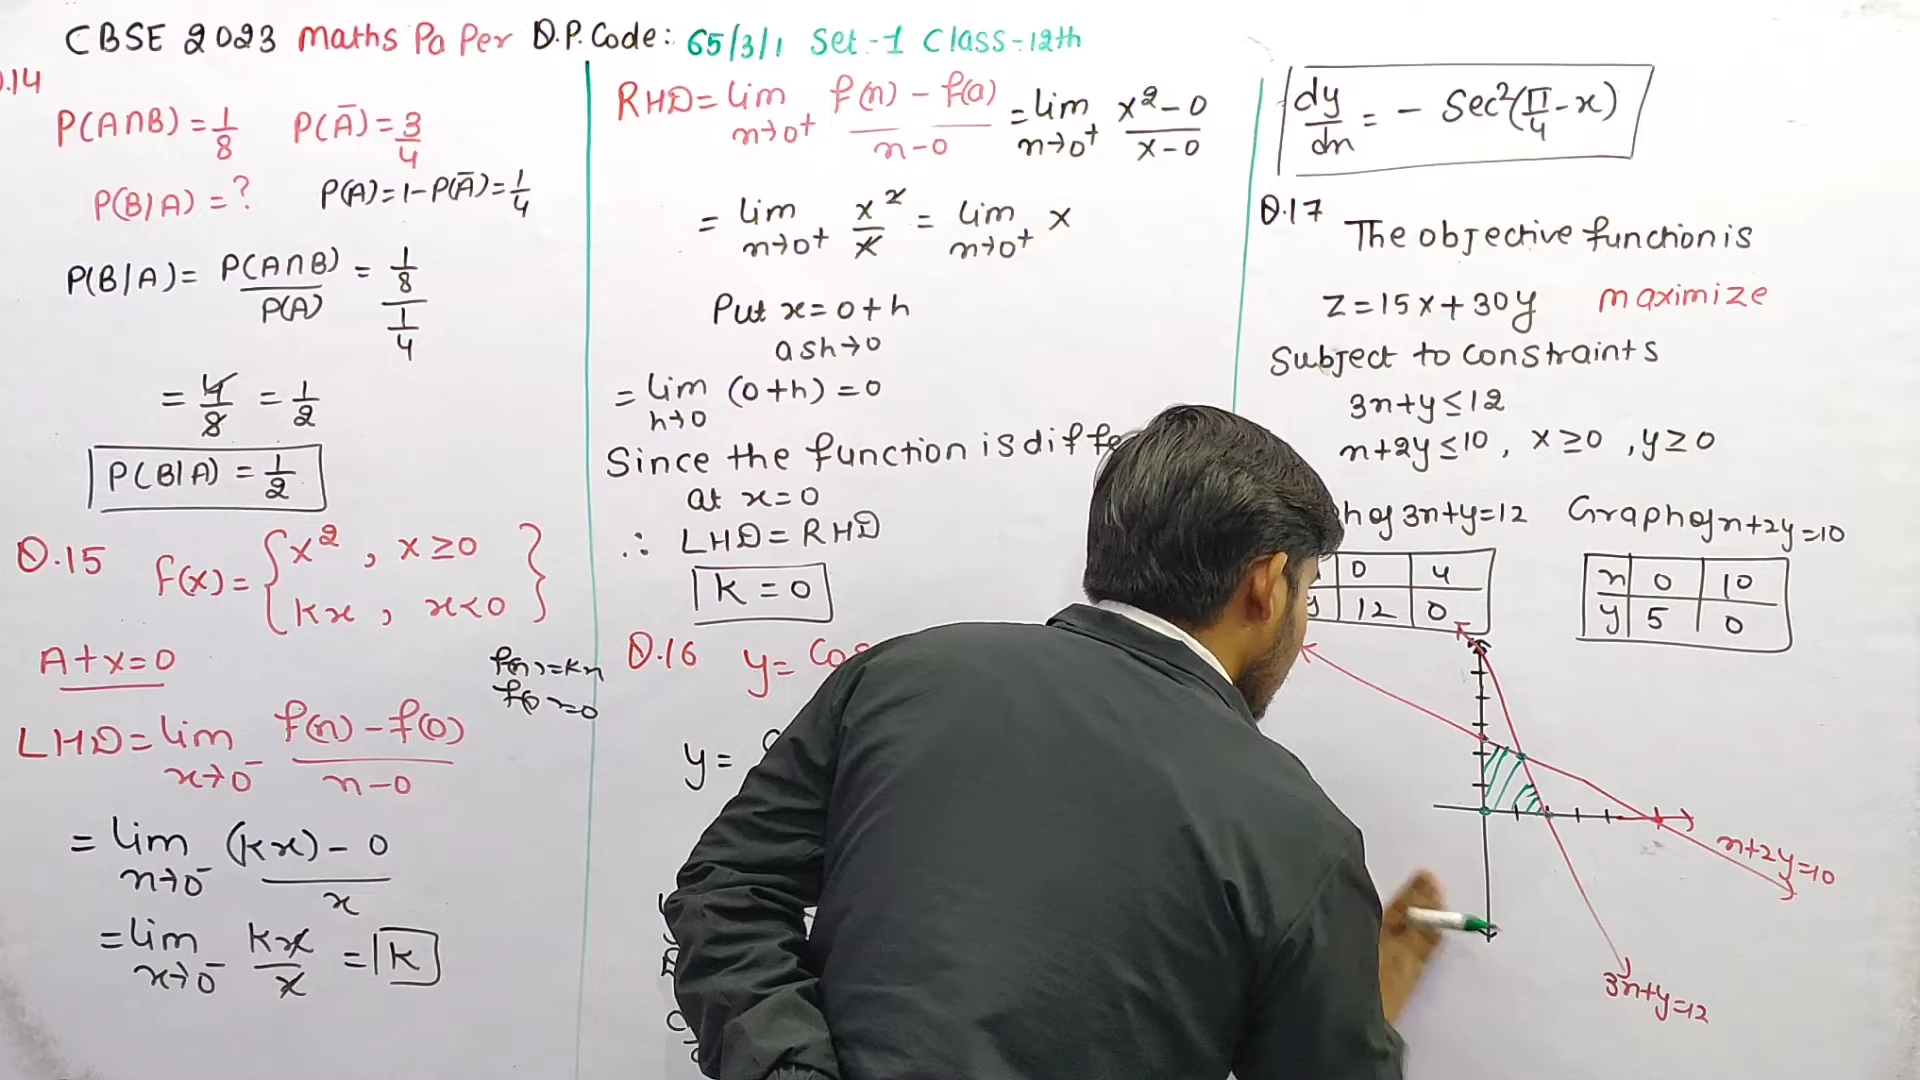 CBSE 2023 Maths Paper Q.P. Code: 65/3/1 Set-1 Class-12th
Q.14
P(A∩B) = 1/8 P(Ā) = 3/4
P(B/A) = ? P(A) = 1-P(Ā) = 1/4
P(B/A) = P(A∩B)/P(A) = 1/8 / 1/4
= 4/8 = 1/2
P(B/A) = 1/2
Q.15 f(x) = { x², x≥0
kx, x<0 }
At x=0
f(x) = kx
f(0) = 0
LHD = lim x→0⁻ f(x) - f(0) / x-0
= lim x→0⁻ (kx) - 0 / x
= lim x→0⁻ kx/x = k
RHD = lim x→0⁺ f(x) - f(a) / x-0 = lim x→0⁺ x²-0 / x-0
= lim x→0⁺ x²/x = lim x→0⁺ x
Put x = 0+h
as h→0
= lim h→0 (0+h) = 0
Since the function is diffe
at x=0
∴ LHD = RHD
k = 0
Q.16 y =
y =
dy/dx = - Sec²(π/4 - x)
Q.17 The objective function is
Z = 15x + 30y maximize
Subject to constraints
3x+y ≤ 12
x+2y ≤ 10, x ≥ 0, y ≥ 0
h of 3x+y=12 Graph of x+2y=10
0 4 x 0 10
y 12 0 y 5 0
x+2y=10
3x+y=12